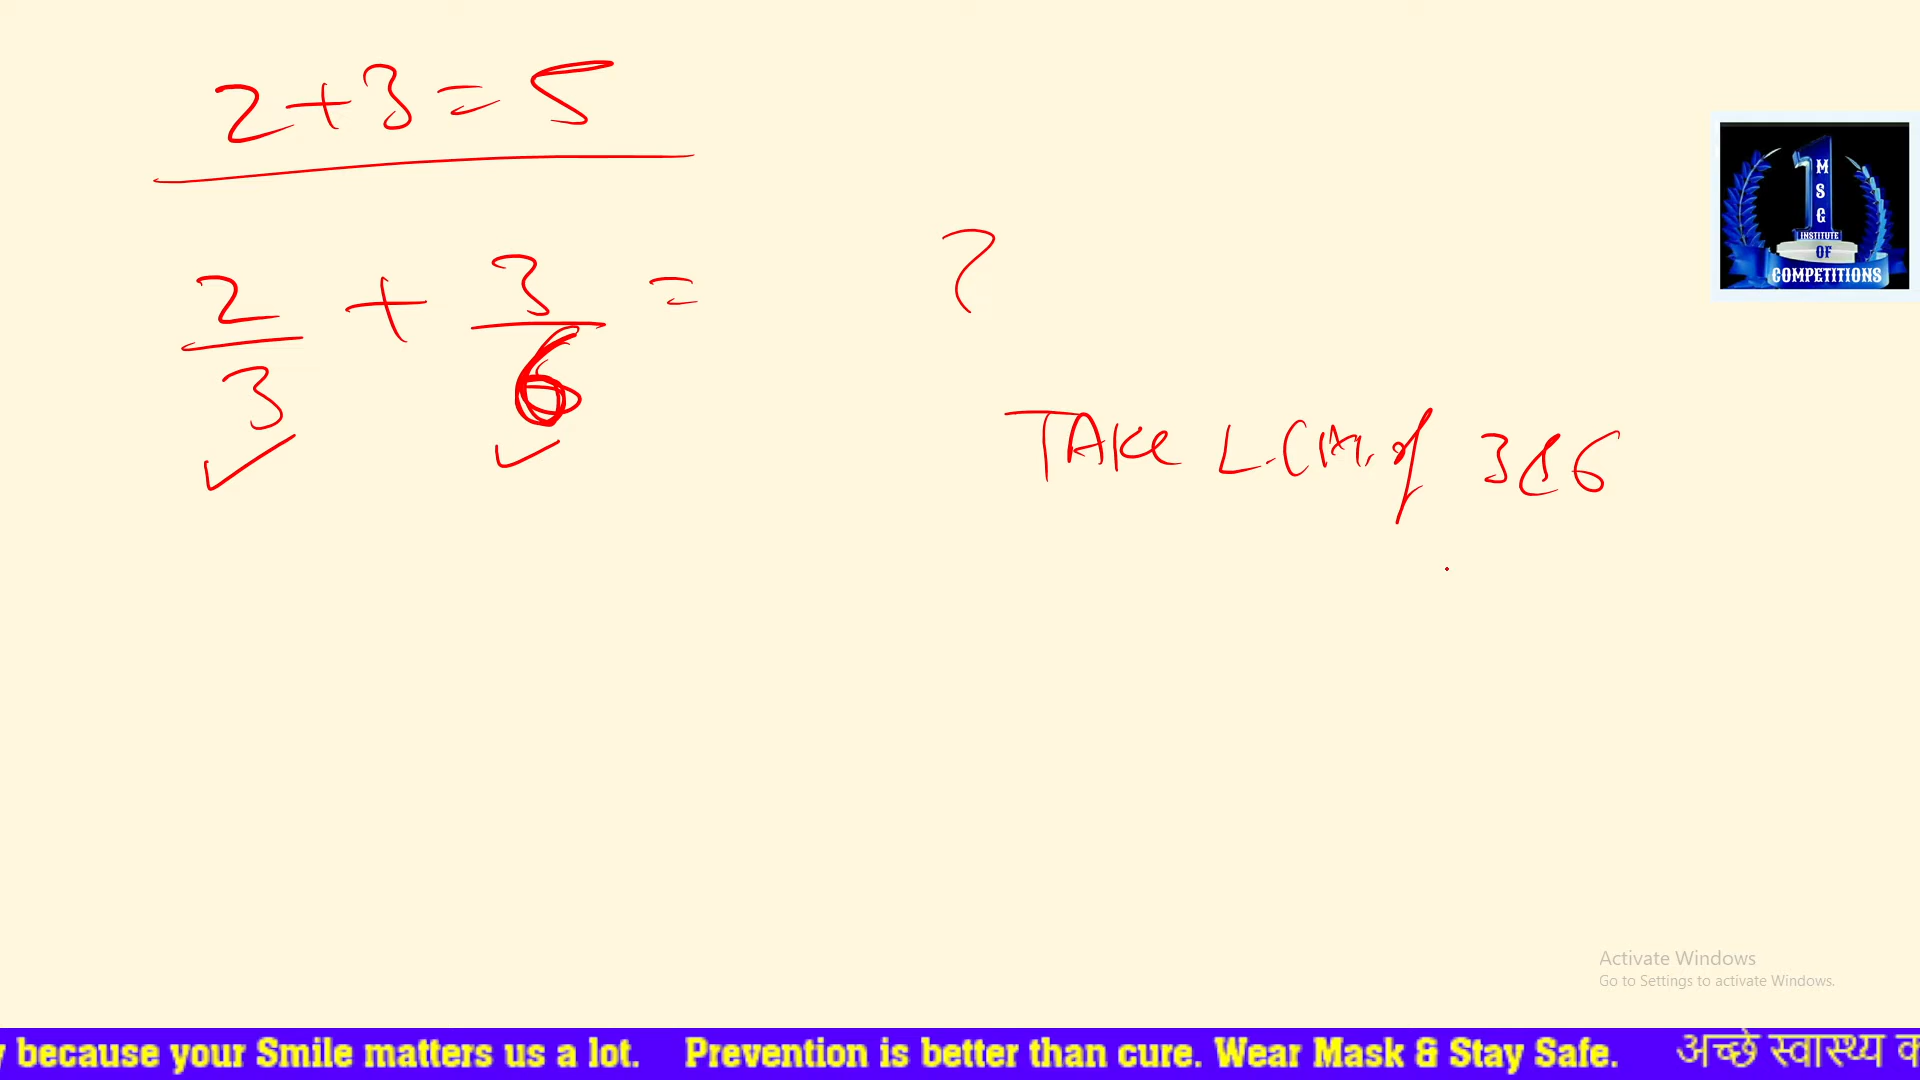 2+3=5
2/3 + 3/6 = ?
TAKE L.C.M. of 3&6
1
M
S
G
INSTITUTE
OF
COMPETITIONS
Activate Windows
Go to Settings to activate Windows.
because your Smile matters us a lot. Prevention is better than cure. Wear Mask & Stay Safe. अच्छे स्वास्थ्य